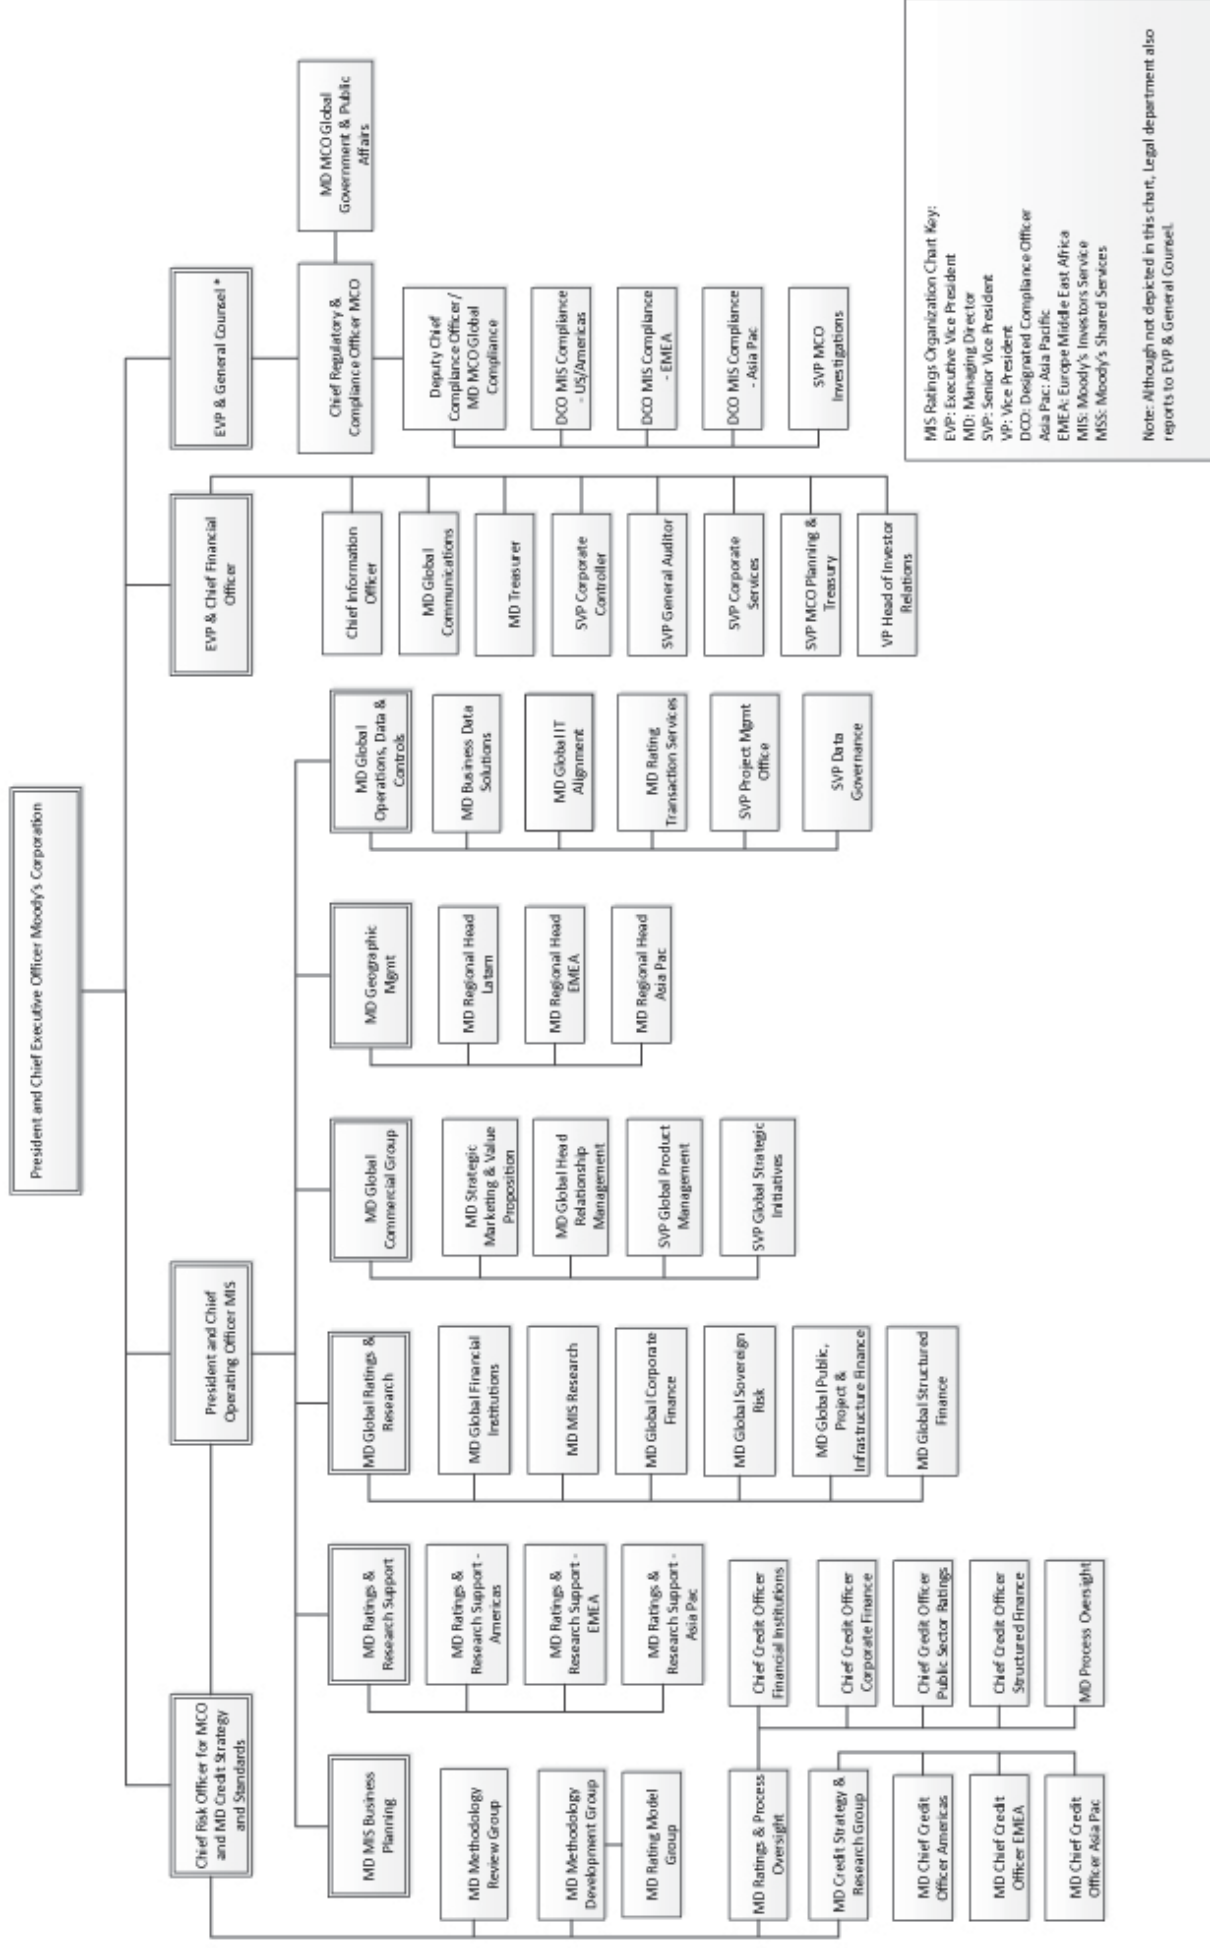 President and Chief Executive Officer Moody's Corporation
Chief Risk Officer for MCO
and MD Credit Strategy
and Standards
President and Chief
Operating Officer MIS
EVP & Chief Financial
Officer
EVP & General Counsel *
MD MIS Business
Planning
MD Methodology
Review Group
MD Methodology
Development Group
MD Rating Model
Group
MD Ratings & Process
Oversight
MD Credit Strategy &
Research Group
MD Chief Credit
Officer Americas
MD Chief Credit
Officer EMEA
MD Chief Credit
Officer Asia Pac
MD Ratings &
Research Support
MD Ratings &
Research Support -
Americas
MD Ratings &
Research Support -
EMEA
MD Ratings &
Research Support -
Asia Pac
Chief Credit Officer
Financial Institutions
Chief Credit Officer
Corporate Finance
Chief Credit Officer
Public Sector Ratings
Chief Credit Officer
Structured Finance
MD Process Oversight
MD Global Ratings &
Research
MD Global Financial
Institutions
MD MIS Research
MD Global Corporate
Finance
MD Global Sovereign
Risk
MD Global Public,
Project &
Infrastructure Finance
MD Global Structured
Finance
MD Global
Commercial Group
MD Strategic
Marketing & Value
Proposition
MD Global Head
Relationship
Management
SVP Global Product
Management
SVP Global Strategic
Initiatives
MD Geographic
Mgmt
MD Regional Head
Latam
MD Regional Head
EMEA
MD Regional Head
Asia Pac
MD Global
Operations, Data &
Controls
MD Business Data
Solutions
MD Global IT
Alignment
MD Rating
Transaction Services
SVP Project Mgmt
Office
SVP Data
Governance
Chief Information
Officer
MD Global
Communications
MD Treasurer
SVP Corporate
Controller
SVP General Auditor
SVP Corporate
Services
SVP MCO Planning &
Treasury
VP Head of Investor
Relations
Chief Regulatory &
Compliance Officer MCO
MD MCO Global
Government & Public
Affairs
Deputy Chief
Compliance Officer/
MD MCO Global
Compliance
DCO MIS Compliance
- US/Americas
DCO MIS Compliance
- EMEA
DCO MIS Compliance
- Asia Pac
SVP MCO
Investigations
MIS Ratings Organization Chart Key:
EVP: Executive Vice President
MD: Managing Director
SVP: Senior Vice President
VP: Vice President
DCO: Designated Compliance Officer
Asia Pac: Asia Pacific
EMEA: Europe Middle East Africa
MIS: Moody's Investors Service
MSS: Moody's Shared Services
Note: Although not depicted in this chart, Legal department also
reports to EVP & General Counsel.